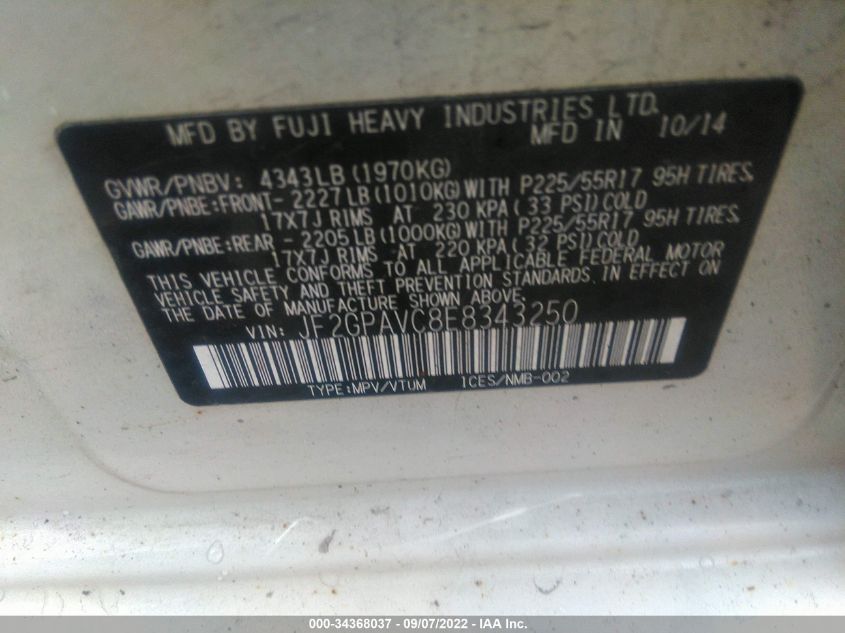 MFD BY FUJI HEAVY INDUSTRIES LTD.
MFD IN 10/14
GVWR/PNBV: 4343LB(1970KG)
GAWR/PNBE:FRONT- 2227LB(1010KG)WITH P225/55R17 95H TIRES.
17X7J RIMS AT 230 KPA(33 PSI)COLD
GAWR/PNBE:REAR - 2205LB(1000KG)WITH P225/55R17 95H TIRES.
17X7J RIMS AT 220 KPA(32 PSI)COLD
THIS VEHICLE CONFORMS TO ALL APPLICABLE FEDERAL MOTOR
VEHICLE SAFETY AND THEFT PREVENTION STANDARDS IN EFFECT ON
THE DATE OF MANUFACTURE SHOWN ABOVE.
VIN: JF2GPAVC8E8343250
TYPE:MPV/VTUM 1CES/NMB-002
000-34368037 - 09/07/2022 - IAA Inc.